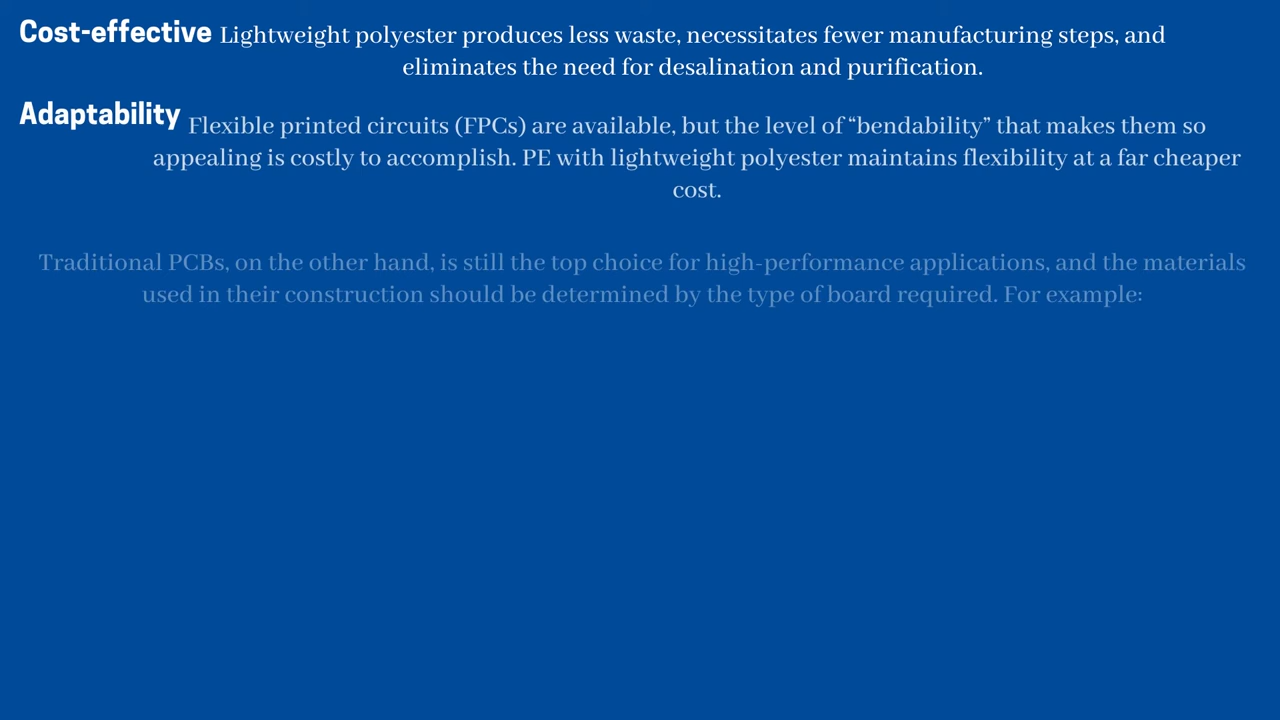 Cost-effective Lightweight polyester produces less waste, necessitates fewer manufacturing steps, and
eliminates the need for desalination and purification.
Adaptability Flexible printed circuits (FPCs) are available, but the level of “bendability” that makes them so
appealing is costly to accomplish. PE with lightweight polyester maintains flexibility at a far cheaper
cost.
Traditional PCBs, on the other hand, is still the top choice for high-performance applications, and the materials
used in their construction should be determined by the type of board required. For example: